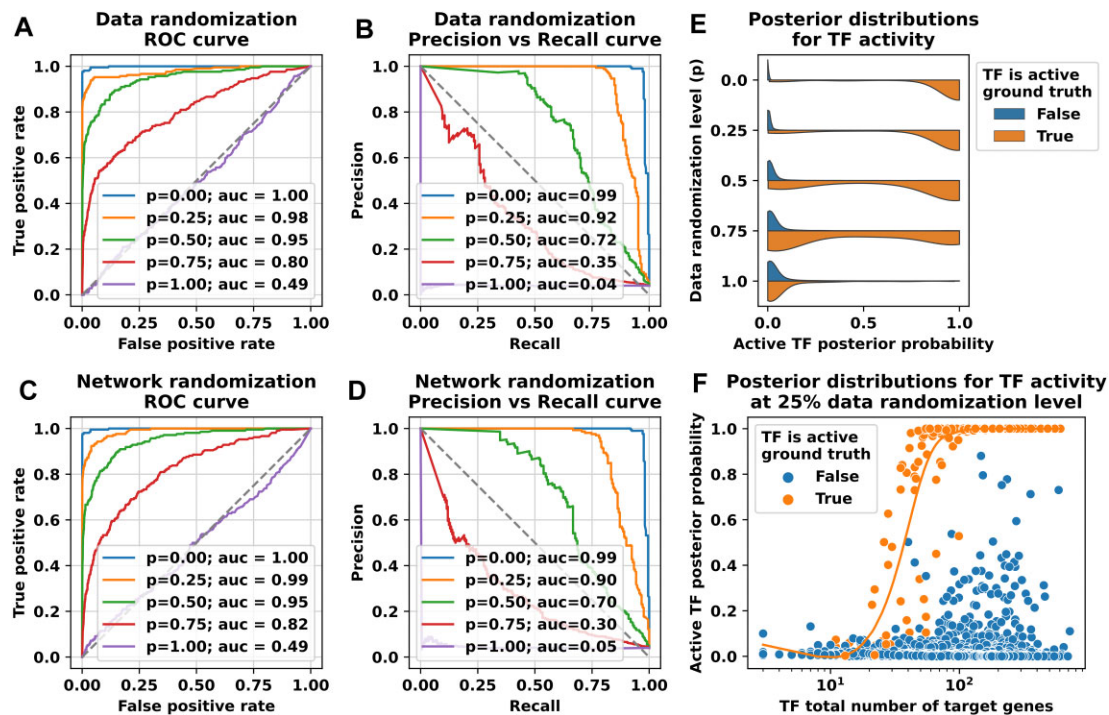 A
Data randomization
ROC curve
True positive rate
1.0
0.8
0.6
0.4
0.2
0.0
p=0.00; auc = 1.00
p=0.25; auc = 0.98
p=0.50; auc = 0.95
p=0.75; auc = 0.80
p=1.00; auc = 0.49
0.00 0.25 0.50 0.75 1.00
False positive rate
B
Data randomization
Precision vs Recall curve
Precision
1.0
0.8
0.6
0.4
0.2
0.0
p=0.00; auc=0.99
p=0.25; auc=0.92
p=0.50; auc=0.72
p=0.75; auc=0.35
p=1.00; auc=0.04
0.00 0.25 0.50 0.75 1.00
Recall
E
Posterior distributions
for TF activity
Data randomization level (p)
0.0
0.25
0.5
0.75
1.0
0.0 0.5 1.0
Active TF posterior probability
TF is active
ground truth
False
True
C
Network randomization
ROC curve
True positive rate
1.0
0.8
0.6
0.4
0.2
0.0
p=0.00; auc = 1.00
p=0.25; auc = 0.99
p=0.50; auc = 0.95
p=0.75; auc = 0.82
p=1.00; auc = 0.49
0.00 0.25 0.50 0.75 1.00
False positive rate
D
Network randomization
Precision vs Recall curve
Precision
1.0
0.8
0.6
0.4
0.2
0.0
p=0.00; auc=0.99
p=0.25; auc=0.90
p=0.50; auc=0.70
p=0.75; auc=0.30
p=1.00; auc=0.05
0.00 0.25 0.50 0.75 1.00
Recall
F
Posterior distributions for TF activity
at 25% data randomization level
Active TF posterior probability
1.0
0.8
0.6
0.4
0.2
0.0
TF is active
ground truth
False
True
10¹ 10²
TF total number of target genes